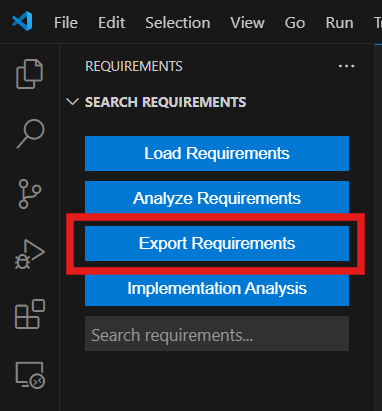 File Edit Selection View Go Run
REQUIREMENTS ...
SEARCH REQUIREMENTS
Load Requirements
Analyze Requirements
Export Requirements
Implementation Analysis
Search requirements...